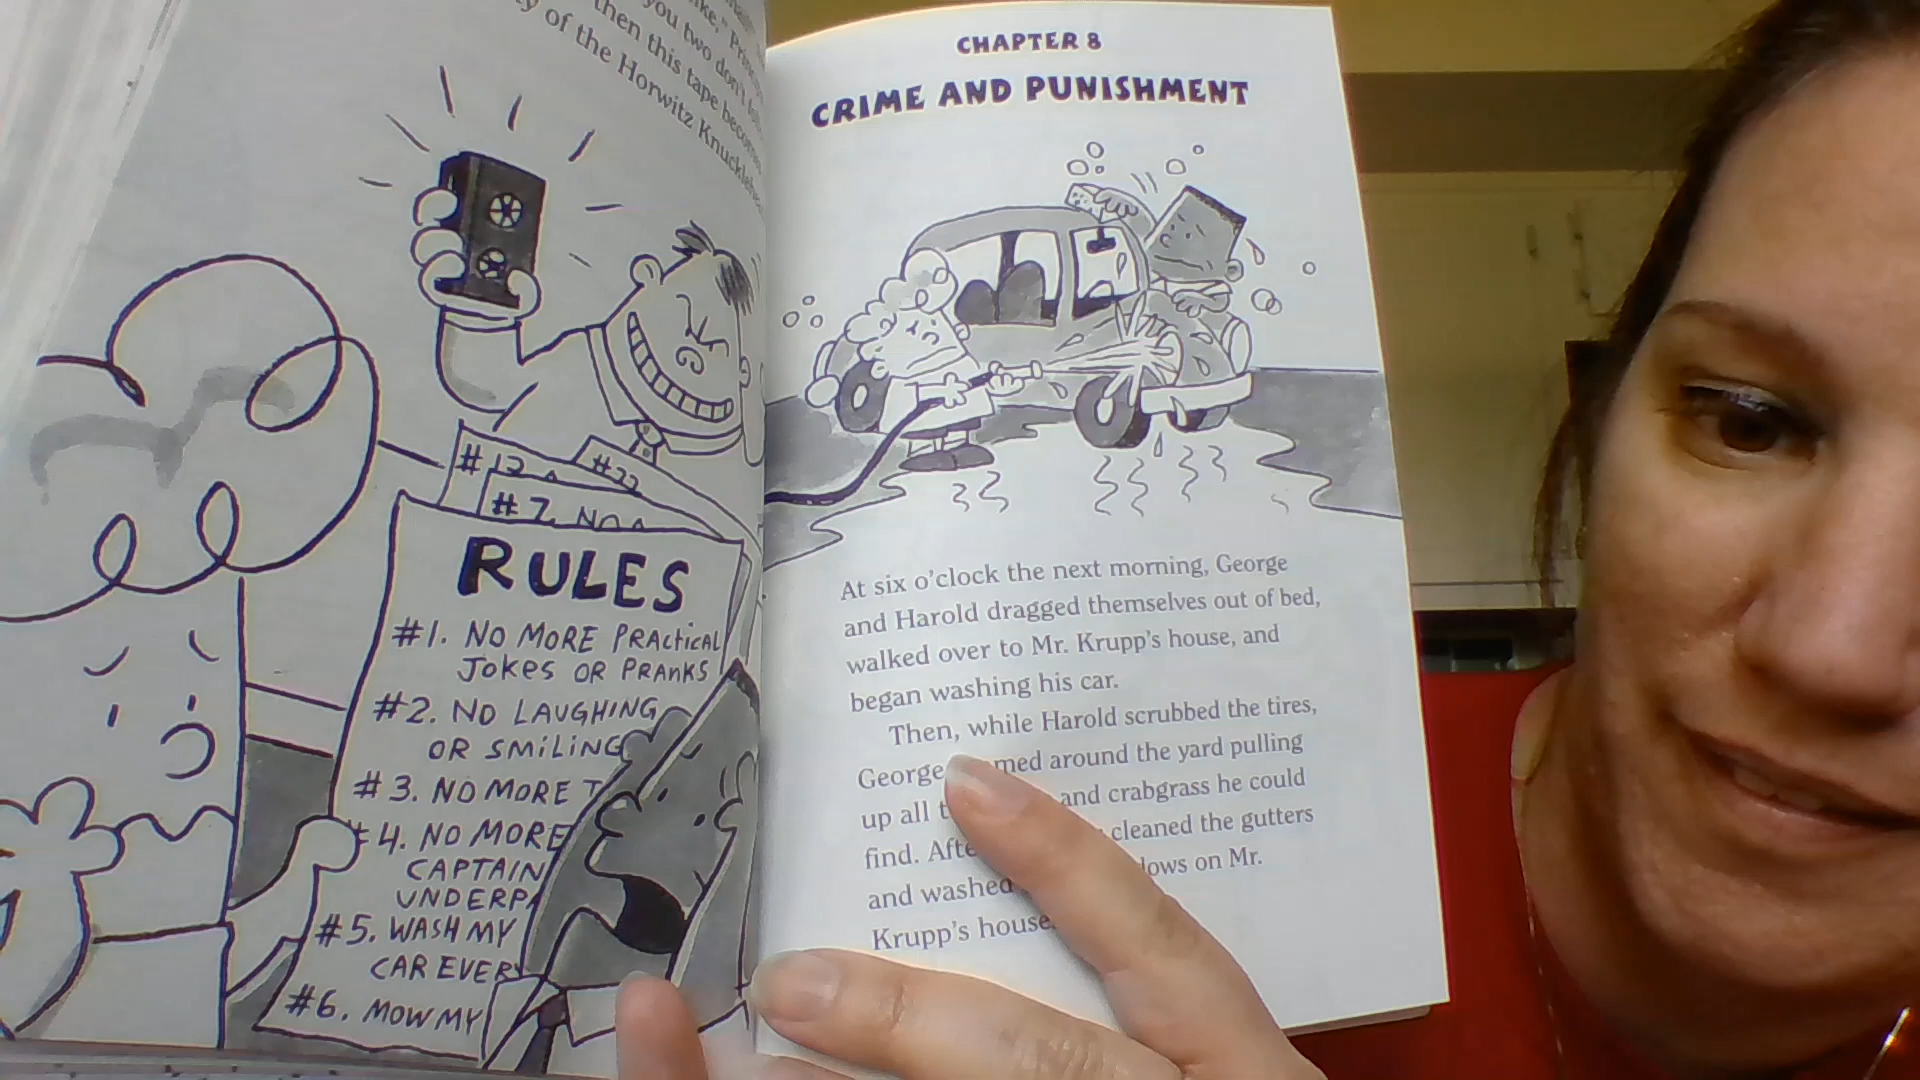 ike," Prin
you two don't
then this tape become
y of the Horwitz Knuckleh
#12
#7 NO
RULES
#1. NO MORE PRACTICAL
JOKES OR PRANKS
#2. NO LAUGHING
OR SMILING
#3. NO MORE T
#4. NO MORE
CAPTAIN
UNDERPA
#5. WASH MY
CAR EVER
#6. MOW MY
CHAPTER 8
CRIME AND PUNISHMENT
At six o'clock the next morning, George
and Harold dragged themselves out of bed,
walked over to Mr. Krupp's house, and
began washing his car.
Then, while Harold scrubbed the tires,
George med around the yard pulling
up all t and crabgrass he could
find. Afte cleaned the gutters
and washed dows on Mr.
Krupp's house.